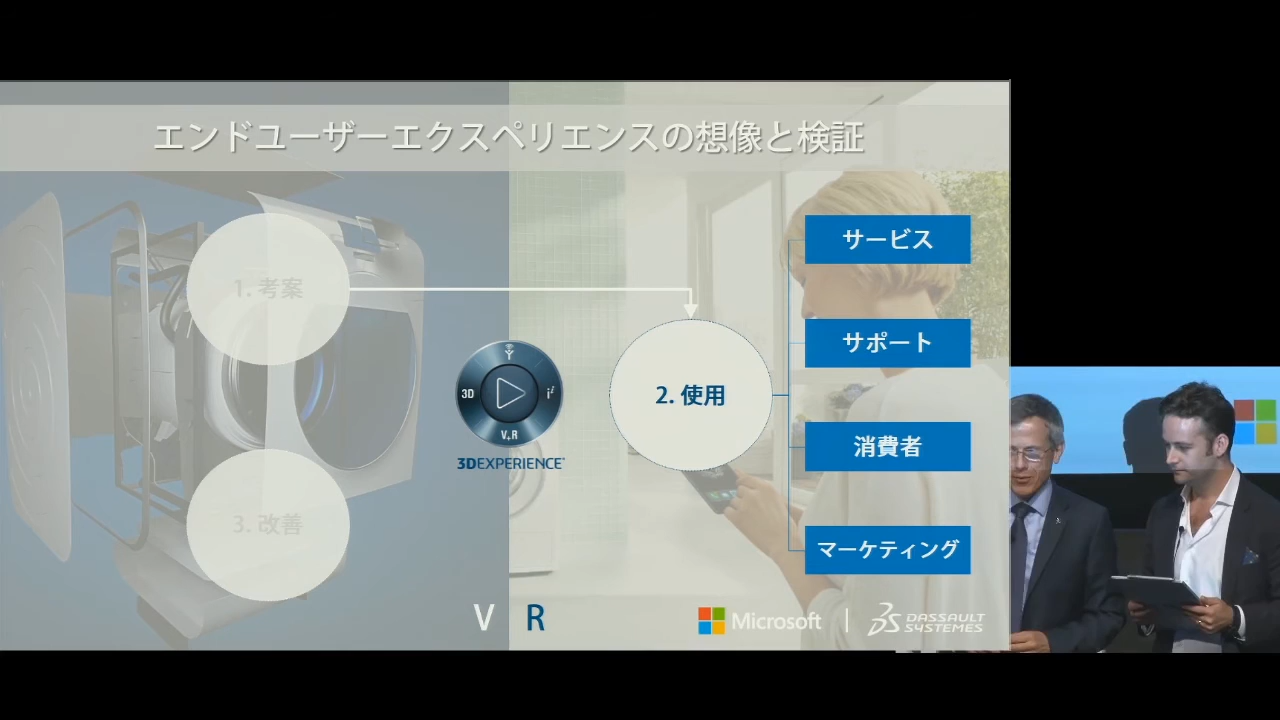 エンドユーザーエクスペリエンスの想像と検証
1. 考案
2. 使用
3. 改善
サービス
サポート
消費者
マーケティング
3D
i²
V,R
3DEXPERIENCE
V R
Microsoft | DASSAULT SYSTEMES